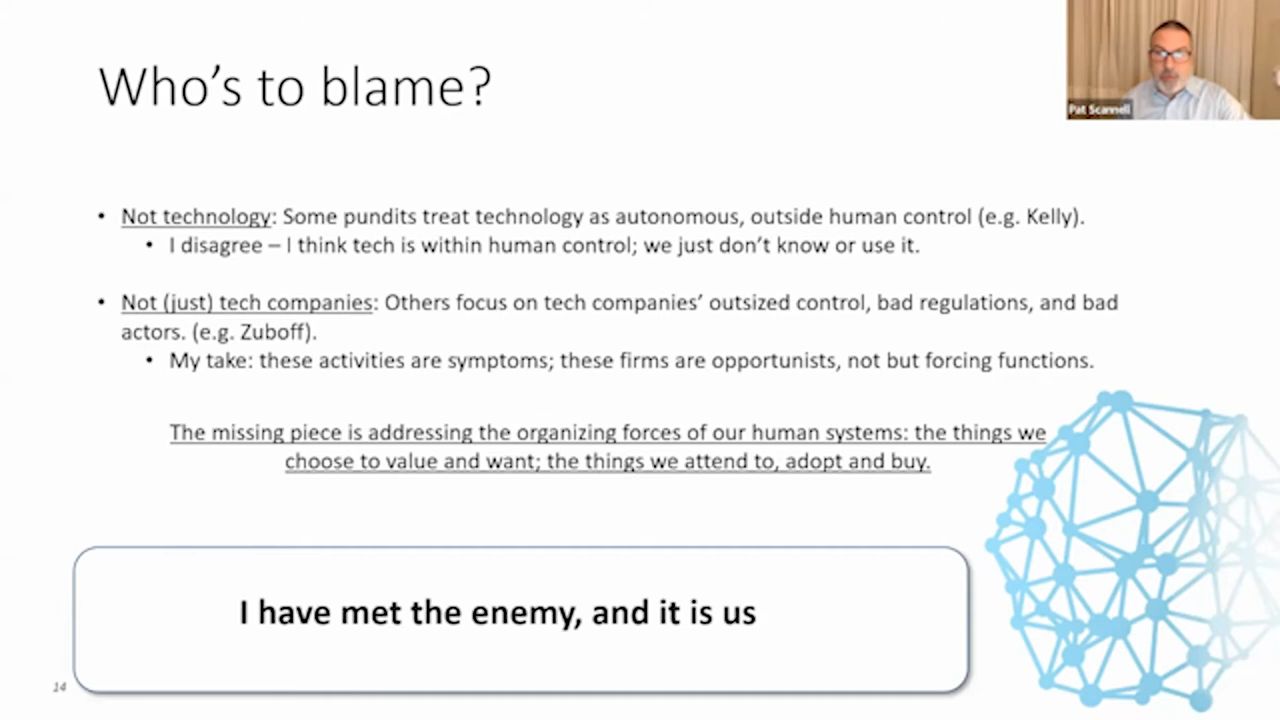 Who's to blame?
Pat Scannell
• Not technology: Some pundits treat technology as autonomous, outside human control (e.g. Kelly).
• I disagree – I think tech is within human control; we just don't know or use it.
• Not (just) tech companies: Others focus on tech companies' outsized control, bad regulations, and bad
actors. (e.g. Zuboff).
• My take: these activities are symptoms; these firms are opportunists, not but forcing functions.
The missing piece is addressing the organizing forces of our human systems: the things we
choose to value and want; the things we attend to, adopt and buy.
I have met the enemy, and it is us
14